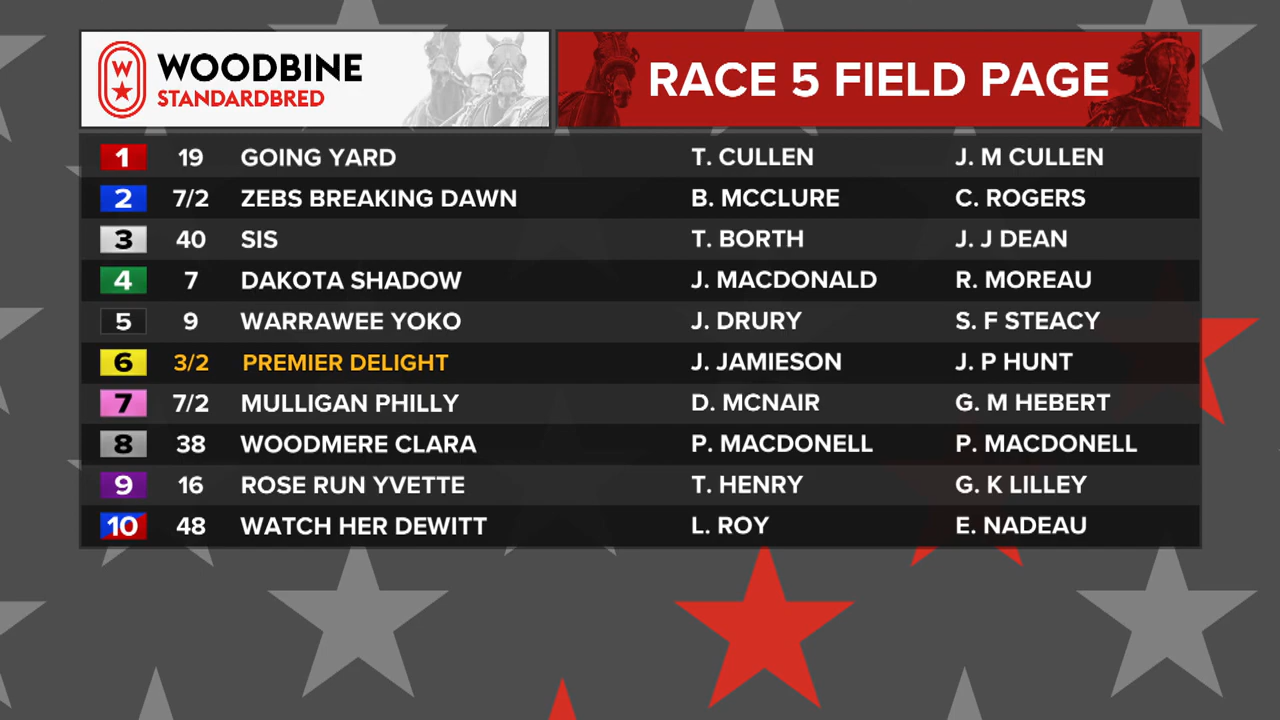 W
WOODBINE
STANDARDBRED
RACE 5 FIELD PAGE
1 19 GOING YARD T. CULLEN J. M CULLEN
2 7/2 ZEBS BREAKING DAWN B. MCCLURE C. ROGERS
3 40 SIS T. BORTH J. J DEAN
4 7 DAKOTA SHADOW J. MACDONALD R. MOREAU
5 9 WARRAWEE YOKO J. DRURY S. F STEACY
6 3/2 PREMIER DELIGHT J. JAMIESON J. P HUNT
7 7/2 MULLIGAN PHILLY D. MCNAIR G. M HEBERT
8 38 WOODMERE CLARA P. MACDONELL P. MACDONELL
9 16 ROSE RUN YVETTE T. HENRY G. K LILLEY
10 48 WATCH HER DEWITT L. ROY E. NADEAU